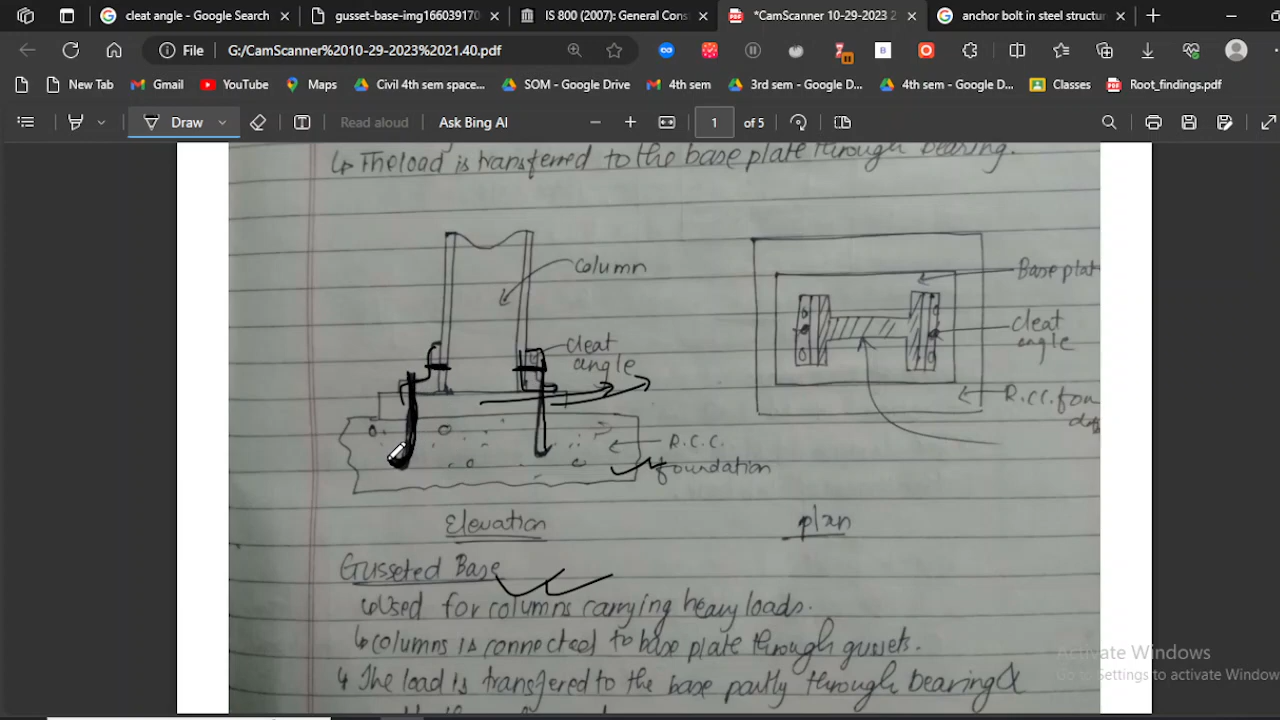 cleat angle - Google Search
gusset-base-img166039170
IS 800 (2007): General Const
*CamScanner 10-29-2023 2
anchor bolt in steel structur
File
G:/CamScanner%2010-29-2023%2021.40.pdf
New Tab
Gmail
YouTube
Maps
Civil 4th sem space...
SOM - Google Drive
4th sem
3rd sem - Google D...
4th sem - Google D...
Classes
Root_findings.pdf
Draw
Read aloud
Ask Bing AI
1
of 5
↳ The load is transferred to the base plate through bearing.
column
Base plat
cleat
angle
cleat
angle
R.C.C. foun
R.C.C.
foundation
Elevation
plan
Gusseted Base
↳ Used for columns carrying heavy loads.
↳ columns is connected to base plate through gussets.
↳ The load is transfered to the base partly through bearing &
Activate Windows
Go to Settings to activate Window